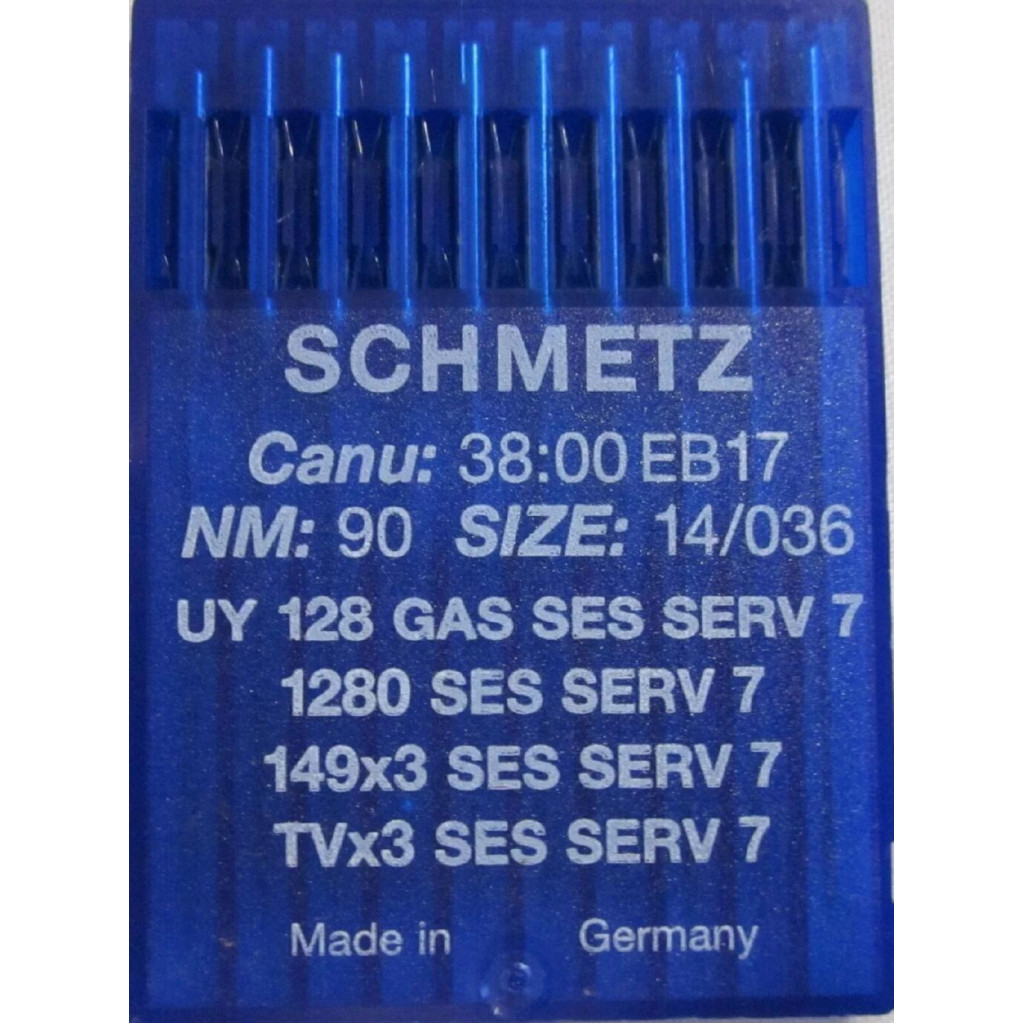 SCHMETZ
Canu: 38:00 EB17
NM: 90 SIZE: 14/036
UY 128 GAS SES SERV 7
1280 SES SERV 7
149x3 SES SERV 7
TVx3 SES SERV 7
Made in Germany